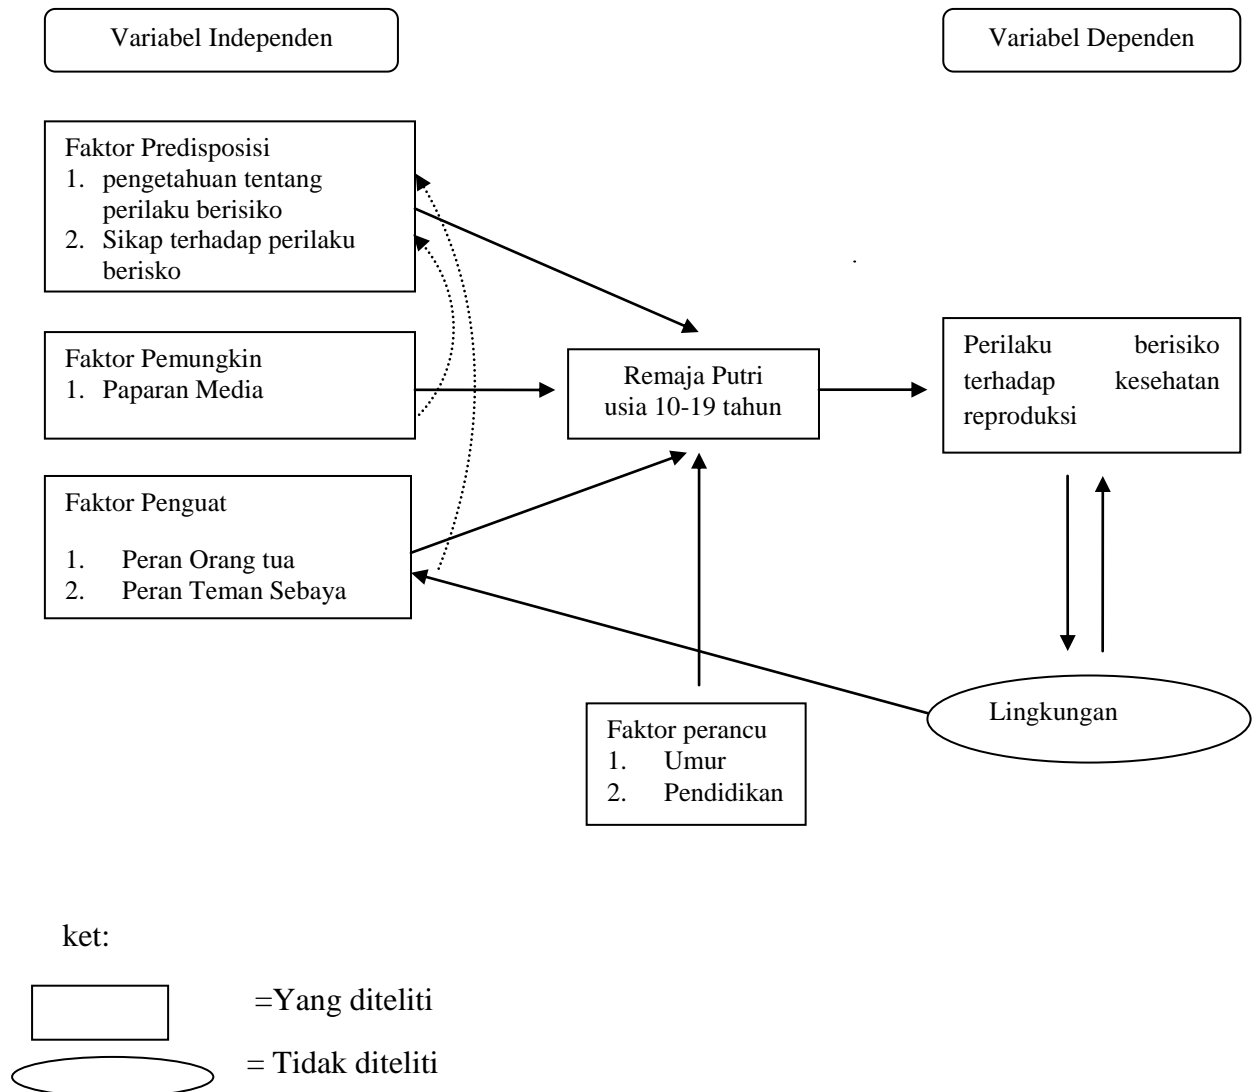 Variabel Independen
Variabel Dependen
Faktor Predisposisi
1. pengetahuan tentang
perilaku berisiko
2. Sikap terhadap perilaku
berisko
Faktor Pemungkin
1. Paparan Media
Faktor Penguat
1. Peran Orang tua
2. Peran Teman Sebaya
Remaja Putri
usia 10-19 tahun
Perilaku berisiko
terhadap kesehatan
reproduksi
Faktor perancu
1. Umur
2. Pendidikan
Lingkungan
ket:
=Yang diteliti
= Tidak diteliti